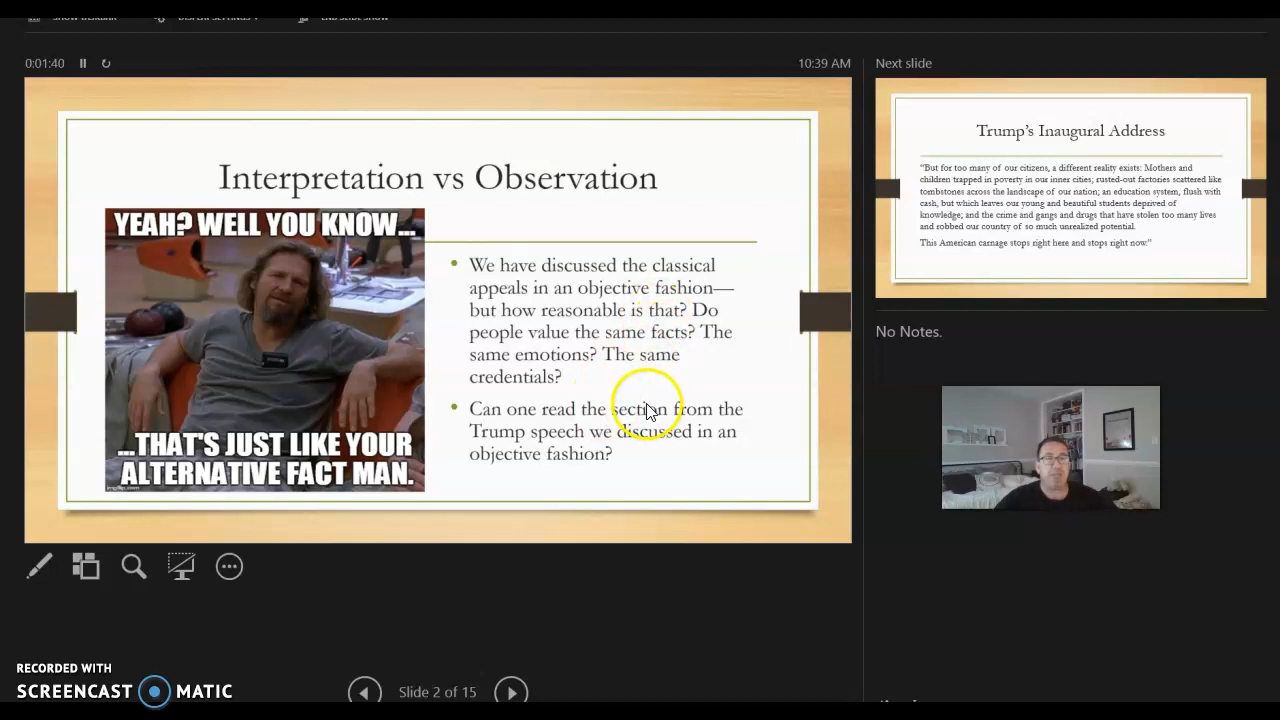 0:01:40
10:39 AM
Next slide
Interpretation vs Observation
YEAH? WELL YOU KNOW...
...THAT'S JUST LIKE YOUR
ALTERNATIVE FACT MAN.
imgflip.com
• We have discussed the classical
appeals in an objective fashion—
but how reasonable is that? Do
people value the same facts? The
same emotions? The same
credentials?
• Can one read the section from the
Trump speech we discussed in an
objective fashion?
Trump's Inaugural Address
"But for too many of our citizens, a different reality exists: Mothers and
children trapped in poverty in our inner cities; rusted-out factories scattered like
tombstones across the landscape of our nation; an education system, flush with
cash, but which leaves our young and beautiful students deprived of
knowledge; and the crime and gangs and drugs that have stolen too many lives
and robbed our country of so much unrealized potential.
This American carnage stops right here and stops right now."
No Notes.
RECORDED WITH
SCREENCAST MATIC
Slide 2 of 15